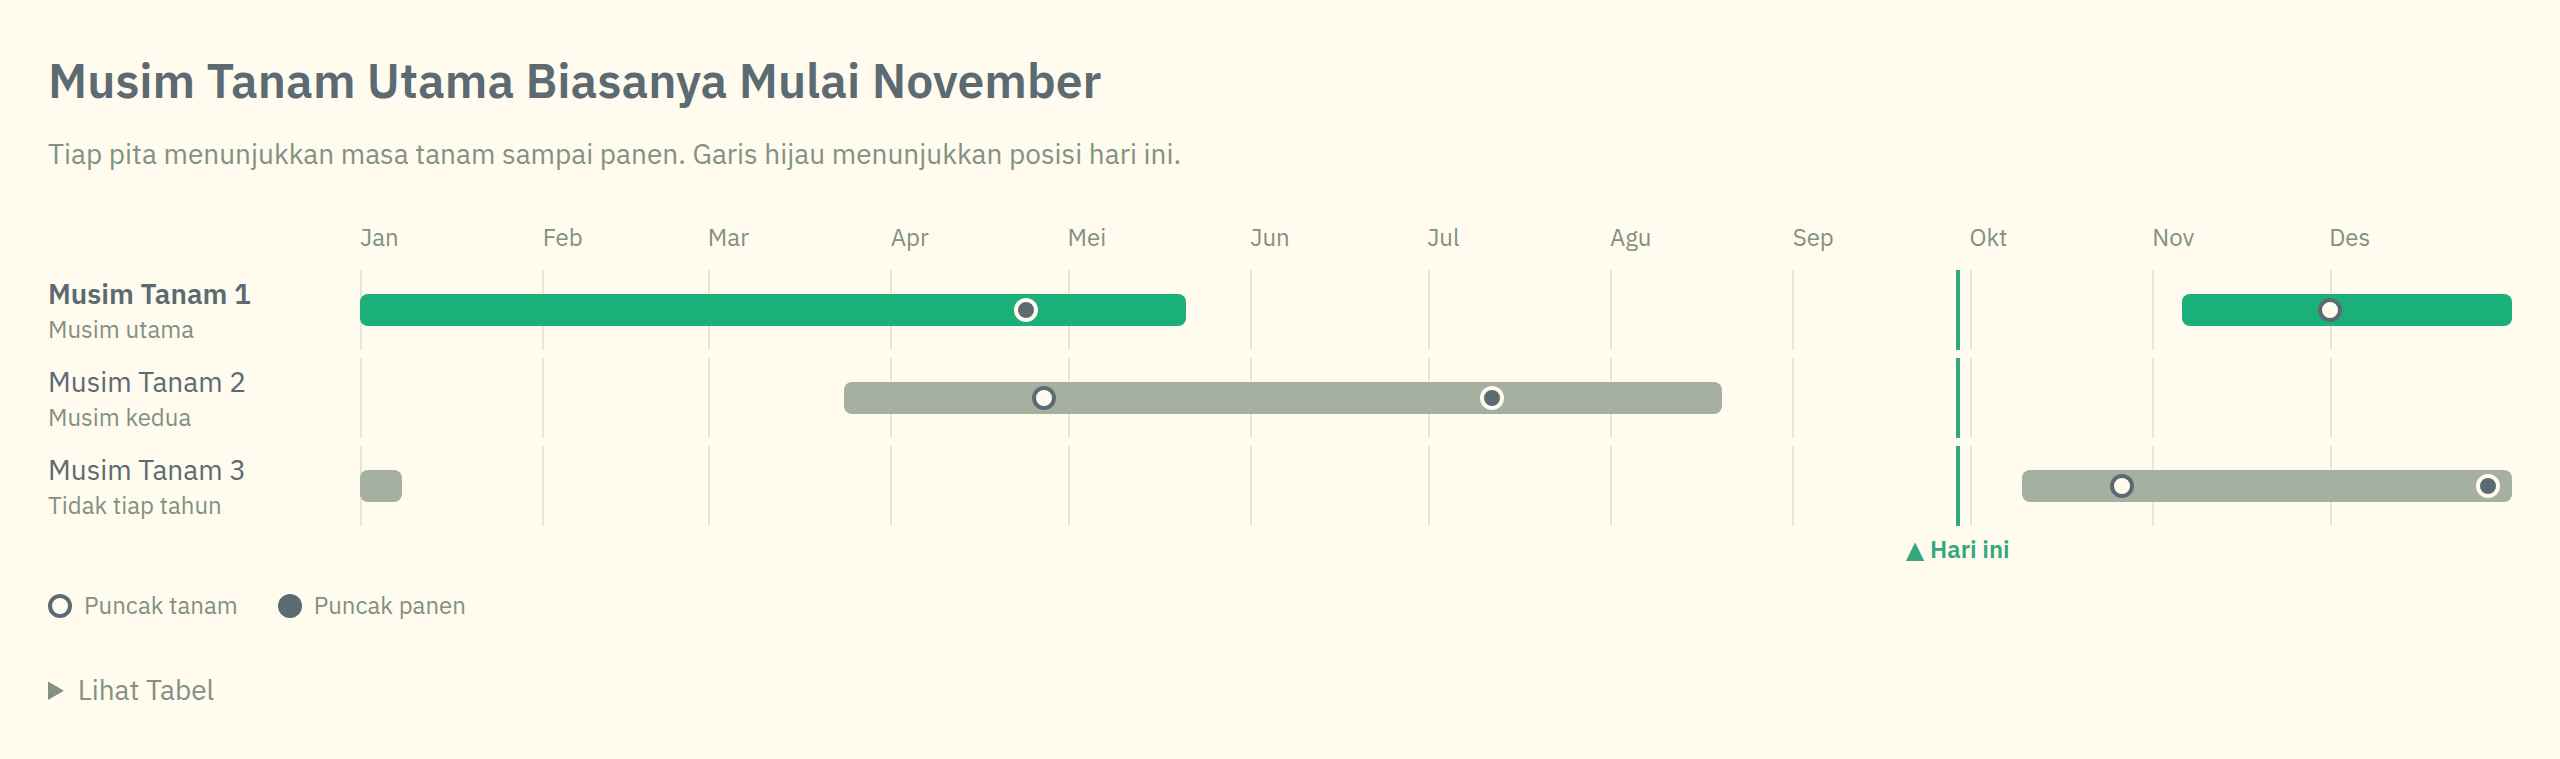 Musim Tanam Utama Biasanya Mulai November
Tiap pita menunjukkan masa tanam sampai panen. Garis hijau menunjukkan posisi hari ini.
Jan Feb Mar Apr Mei Jun Jul Agu Sep Okt Nov Des
Musim Tanam 1
Musim utama
Musim Tanam 2
Musim kedua
Musim Tanam 3
Tidak tiap tahun
▲ Hari ini
Puncak tanam Puncak panen
▶ Lihat Tabel